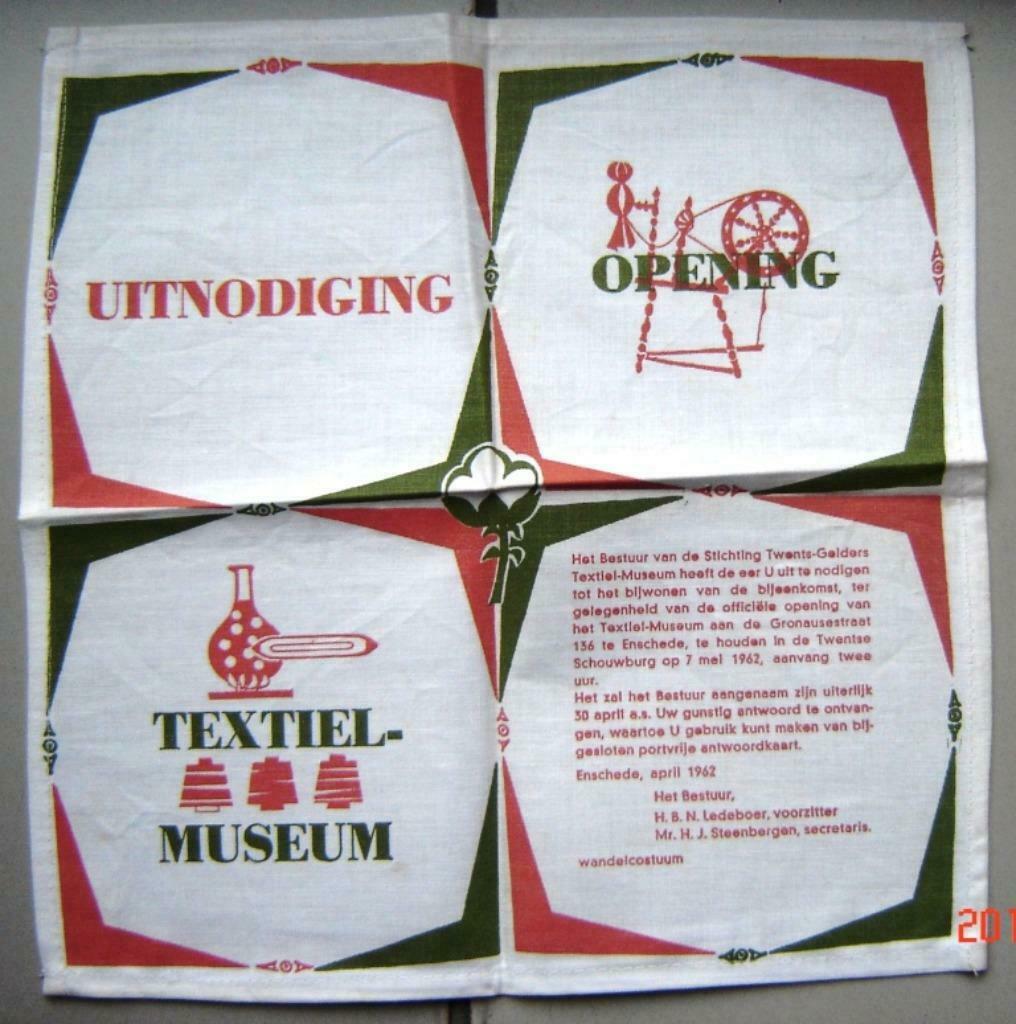 UITNODIGING
OPENING
TEXTIEL-
MUSEUM
Het Bestuur van de Stichting Twents-Gelders
Textiel-Museum heeft de eer U uit te nodigen
tot het bijwonen van de bijeenkomst, ter
gelegenheid van de officiële opening van
het Textiel-Museum aan de Gronausestraat
136 te Enschede, te houden in de Twentse
Schouwburg op 7 mei 1962, aanvang twee
uur.
Het zal het Bestuur aangenaam zijn uiterlijk
30 april a.s. Uw gunstig antwoord te ontvan-
gen, waartoe U gebruik kunt maken van bij-
gesloten portvrije antwoordkaart.
Enschede, april 1962
Het Bestuur,
H. B. N. Ledeboer, voorzitter
Mr. H. J. Steenbergen, secretaris.
wandelcostuum
201